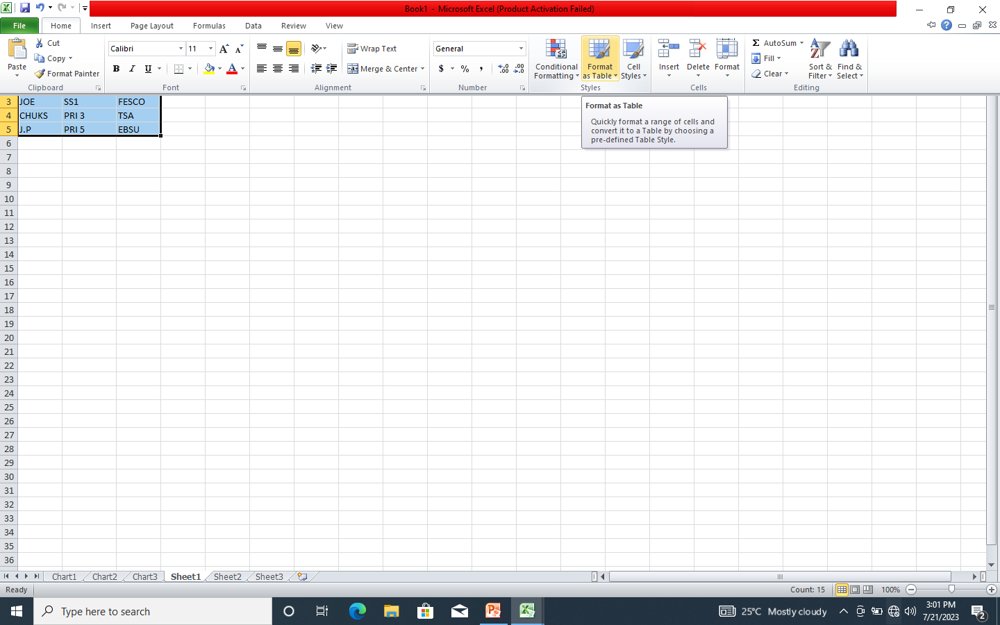 Book1 - Microsoft Excel (Product Activation Failed)
File Home Insert Page Layout Formulas Data Review View
Paste
Cut
Copy
Format Painter
Clipboard
Calibri 11
B I U
A
Font
Wrap Text
Merge & Center
Alignment
General
$ % , .00 .00
Number
Conditional Formatting
Format as Table
Cell Styles
Styles
Insert Delete Format
Cells
Σ AutoSum
Fill
Clear
Sort & Filter
Find & Select
Editing
Format as Table
Quickly format a range of cells and
convert it to a Table by choosing a
pre-defined Table Style.
3 JOE SS1 FESCO
4 CHUKS PRI 3 TSA
5 J.P PRI 5 EBSU
6
7
8
9
10
11
12
13
14
15
16
17
18
19
20
21
22
23
24
25
26
27
28
29
30
31
32
33
34
35
36
Chart1 Chart2 Chart3 Sheet1 Sheet2 Sheet3
Ready Count: 15 100%
Type here to search
25°C Mostly cloudy
3:01 PM
7/21/2023
2